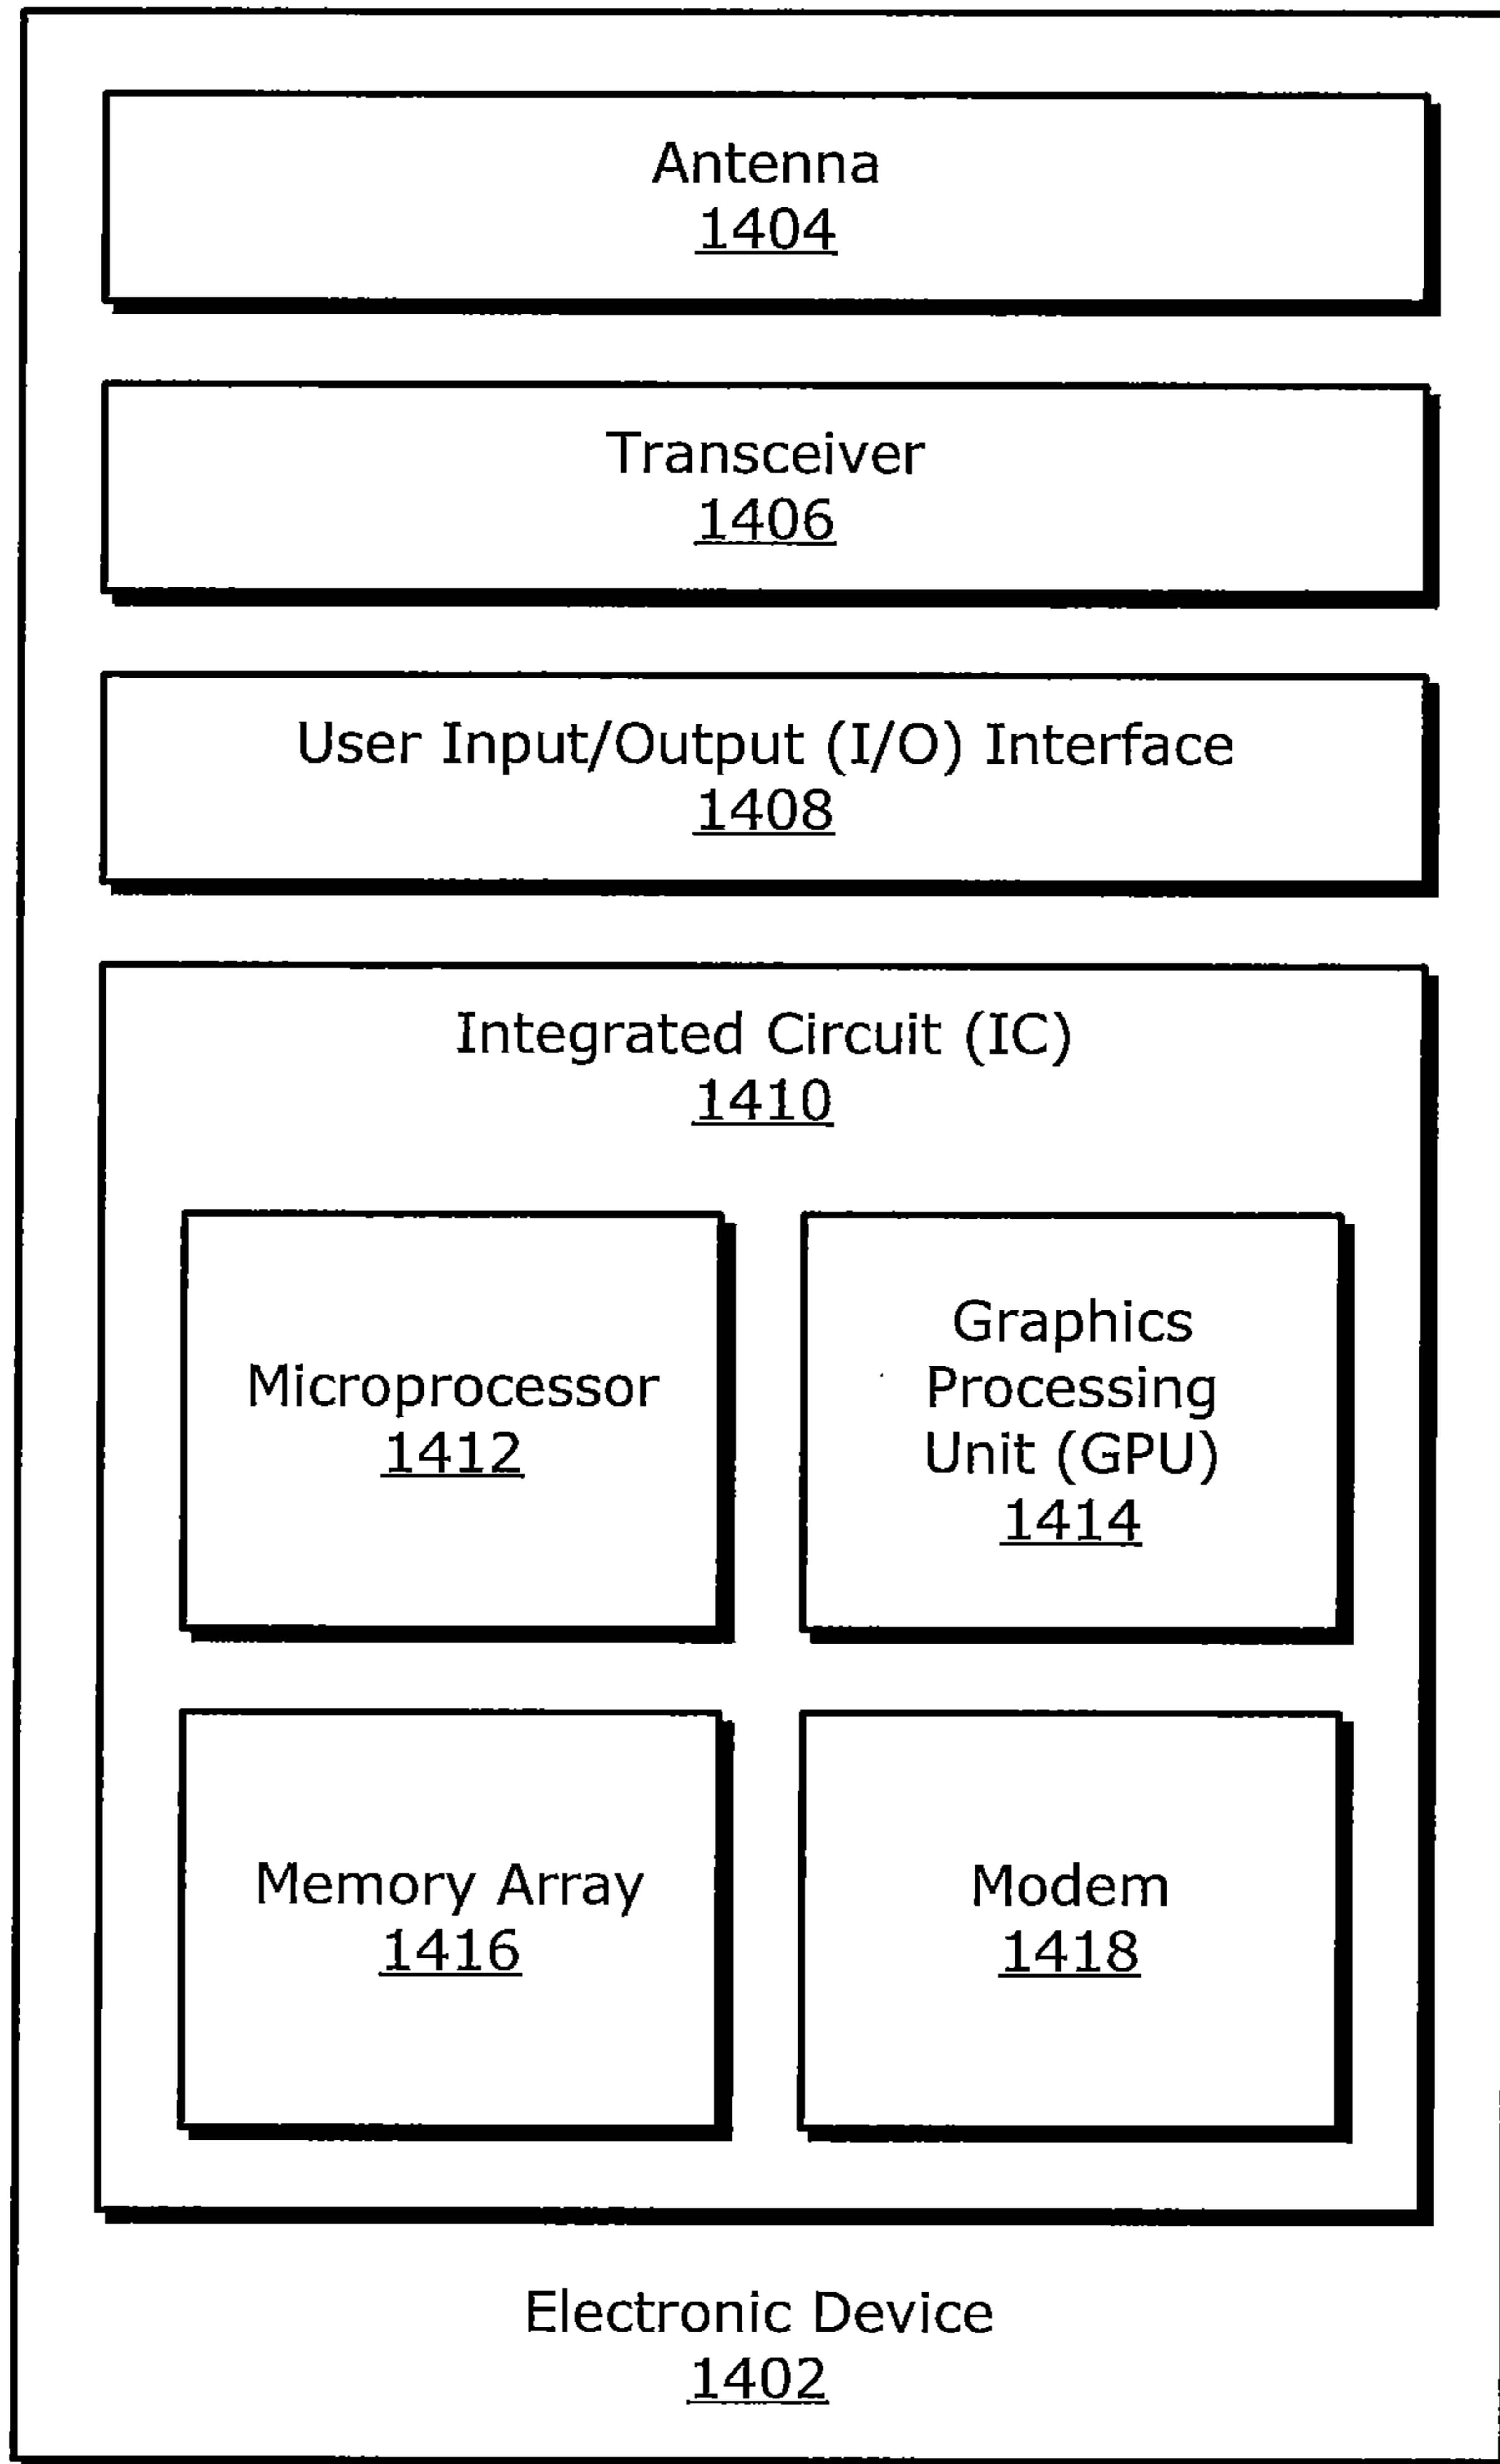 Antenna
1404
Transceiver
1406
User Input/Output (I/O) Interface
1408
Integrated Circuit (IC)
1410
Microprocessor
1412
Graphics
Processing
Unit (GPU)
1414
Memory Array
1416
Modem
1418
Electronic Device
1402